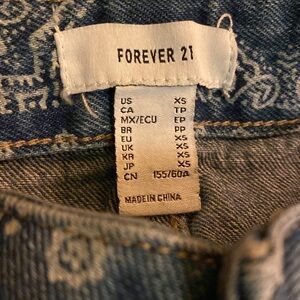 FOREVER 21
US XS
CA TP
MX/ECU EP
BR PP
EU XS
UK XS
KR XS
JP XS
CN 155/60A
MADE IN CHINA